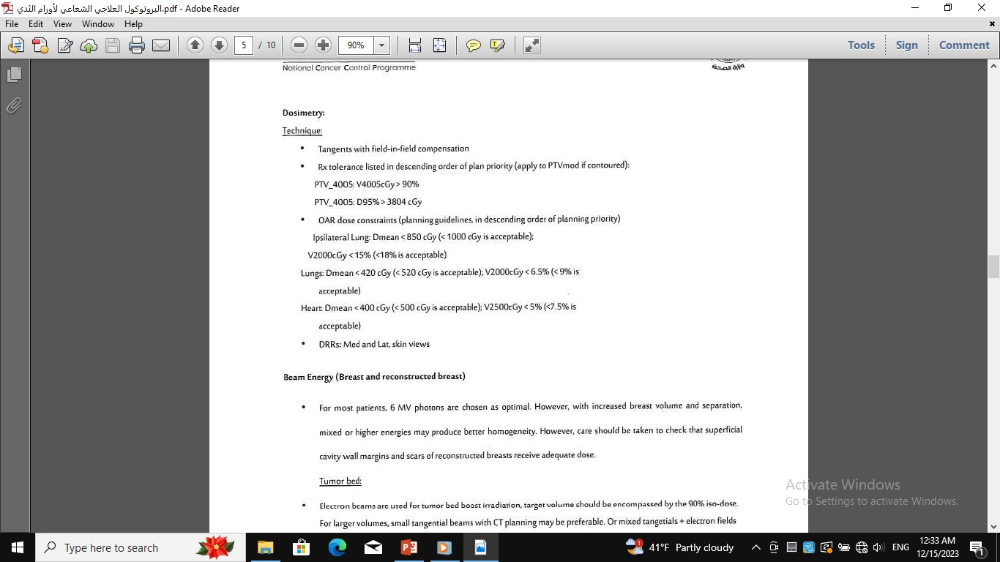 البروتوكول العلاجي الشعاعي لأورام الثدي.pdf - Adobe Reader
File Edit View Window Help
5 / 10 90% Tools Sign Comment
National Cancer Control Programme
وزارة الصحة
Dosimetry:
Technique:
• Tangents with field-in-field compensation
• Rx tolerance listed in descending order of plan priority (apply to PTVmod if contoured):
PTV_4005: V4005cGy > 90%
PTV_4005: D95% > 3804 cGy
• OAR dose constraints (planning guidelines, in descending order of planning priority)
Ipsilateral Lung: Dmean < 850 cGy (< 1000 cGy is acceptable);
V2000cGy < 15% (<18% is acceptable)
Lungs: Dmean < 420 cGy (< 520 cGy is acceptable); V2000cGy < 6.5% (< 9% is
acceptable)
Heart: Dmean < 400 cGy (< 500 cGy is acceptable); V2500cGy < 5% (<7.5% is
acceptable)
• DRRs: Med and Lat, skin views
Beam Energy (Breast and reconstructed breast)
• For most patients, 6 MV photons are chosen as optimal. However, with increased breast volume and separation,
mixed or higher energies may produce better homogeneity. However, care should be taken to check that superficial
cavity wall margins and scars of reconstructed breasts receive adequate dose.
Tumor bed:
• Electron beams are used for tumor bed boost irradiation, target volume should be encompassed by the 90% iso-dose.
For larger volumes, small tangential beams with CT planning may be preferable. Or mixed tangetials + electron fields
Activate Windows
Go to Settings to activate Windows.
Type here to search
41°F Partly cloudy
ENG
12:33 AM
12/15/2023